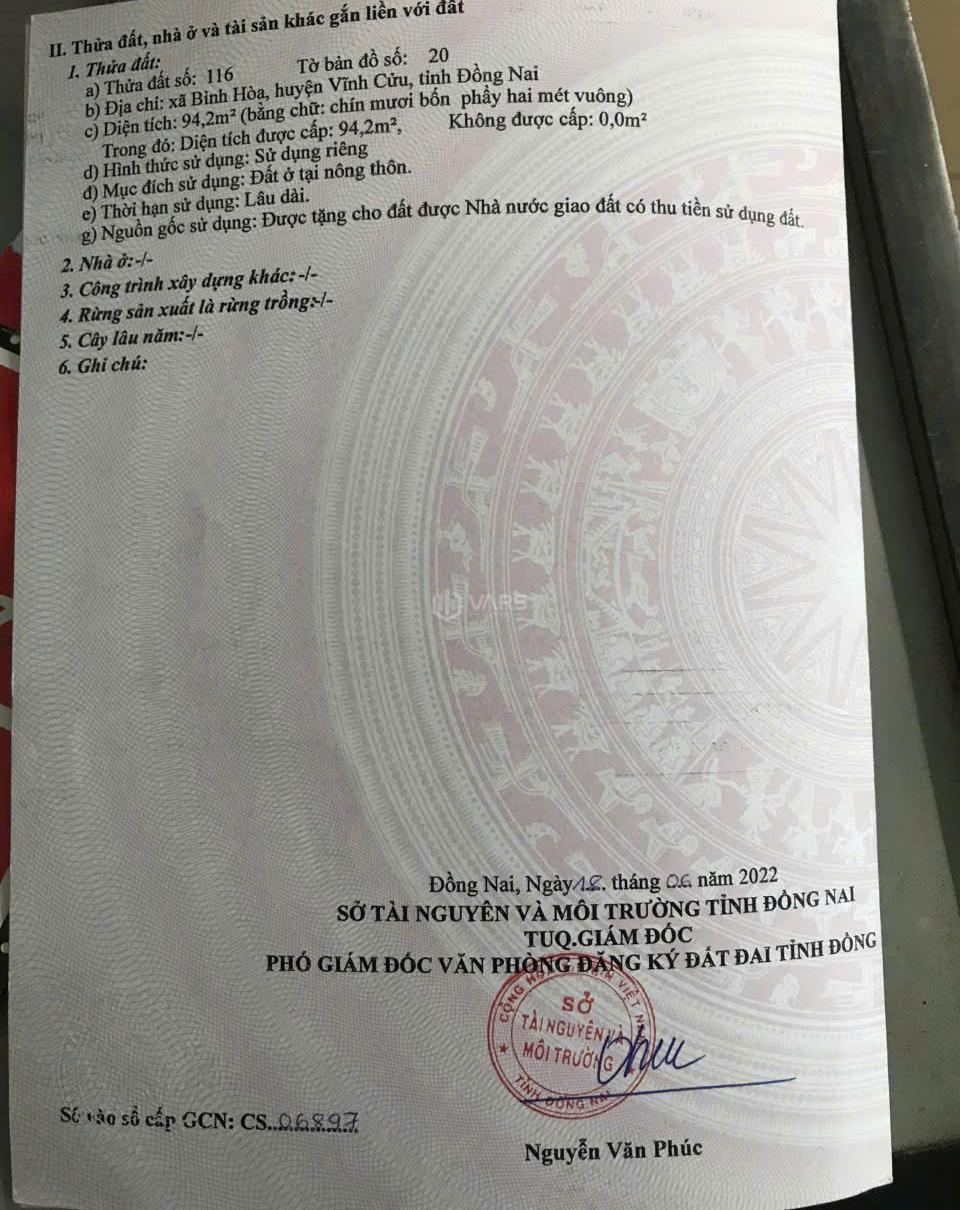 II. Thửa đất, nhà ở và tài sản khác gắn liền với đất
1. Thửa đất:
a) Thửa đất số: 116 Tờ bản đồ số: 20
b) Địa chỉ: xã Bình Hòa, huyện Vĩnh Cửu, tỉnh Đồng Nai
c) Diện tích: 94,2m² (bằng chữ: chín mươi bốn phẩy hai mét vuông)
Trong đó: Diện tích được cấp: 94,2m², Không được cấp: 0,0m²
d) Hình thức sử dụng: Sử dụng riêng
đ) Mục đích sử dụng: Đất ở tại nông thôn.
e) Thời hạn sử dụng: Lâu dài.
g) Nguồn gốc sử dụng: Được tặng cho đất được Nhà nước giao đất có thu tiền sử dụng đất.
2. Nhà ở:-/-
3. Công trình xây dựng khác:-/-
4. Rừng sản xuất là rừng trồng:-/-
5. Cây lâu năm:-/-
6. Ghi chú:
VARS
Đồng Nai, Ngày 18. tháng 06 năm 2022
SỞ TÀI NGUYÊN VÀ MÔI TRƯỜNG TỈNH ĐỒNG NAI
TUQ.GIÁM ĐỐC
PHÓ GIÁM ĐỐC VĂN PHÒNG ĐĂNG KÝ ĐẤT ĐAI TỈNH ĐỒNG
SỞ
TÀI NGUYÊN VÀ
MÔI TRƯỜNG
TỈNH ĐỒNG NAI
Số vào sổ cấp GCN: CS..06897
Nguyễn Văn Phúc